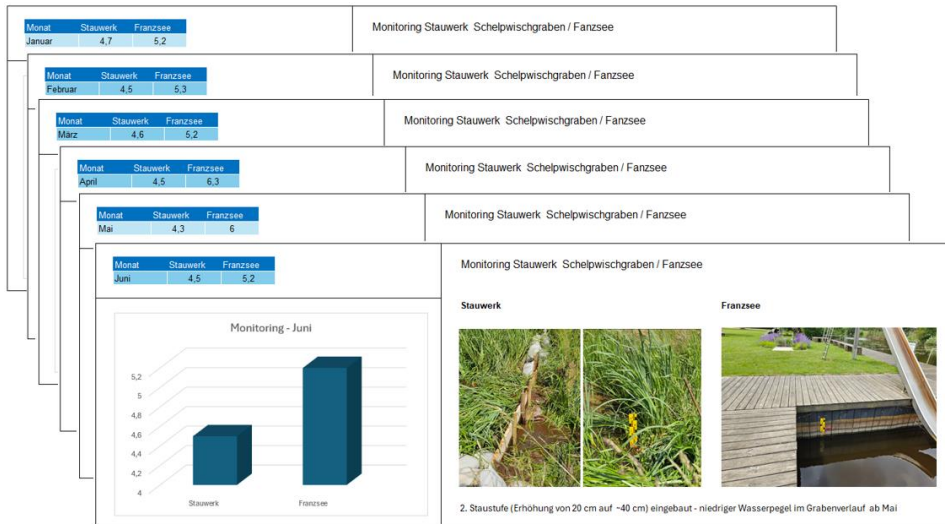 Monat Stauwerk Franzsee
Januar 4,7 5,2
Monitoring Stauwerk Schelpwischgraben / Fanzsee
Monat Stauwerk Franzsee
Februar 4,5 5,3
Monitoring Stauwerk Schelpwischgraben / Fanzsee
Monat Stauwerk Franzsee
März 4,6 5,2
Monitoring Stauwerk Schelpwischgraben / Fanzsee
Monat Stauwerk Franzsee
April 4,5 6,3
Monitoring Stauwerk Schelpwischgraben / Fanzsee
Monat Stauwerk Franzsee
Mai 4,3 6
Monitoring Stauwerk Schelpwischgraben / Fanzsee
Monat Stauwerk Franzsee
Juni 4,5 5,2
Monitoring Stauwerk Schelpwischgraben / Fanzsee
Monitoring - Juni
5,2
5
4,8
4,6
4,4
4,2
4
Stauwerk Franzsee
Stauwerk
Franzsee
2. Staustufe (Erhöhung von 20 cm auf ~40 cm) eingebaut - niedriger Wasserpegel im Grabenverlauf ab Mai